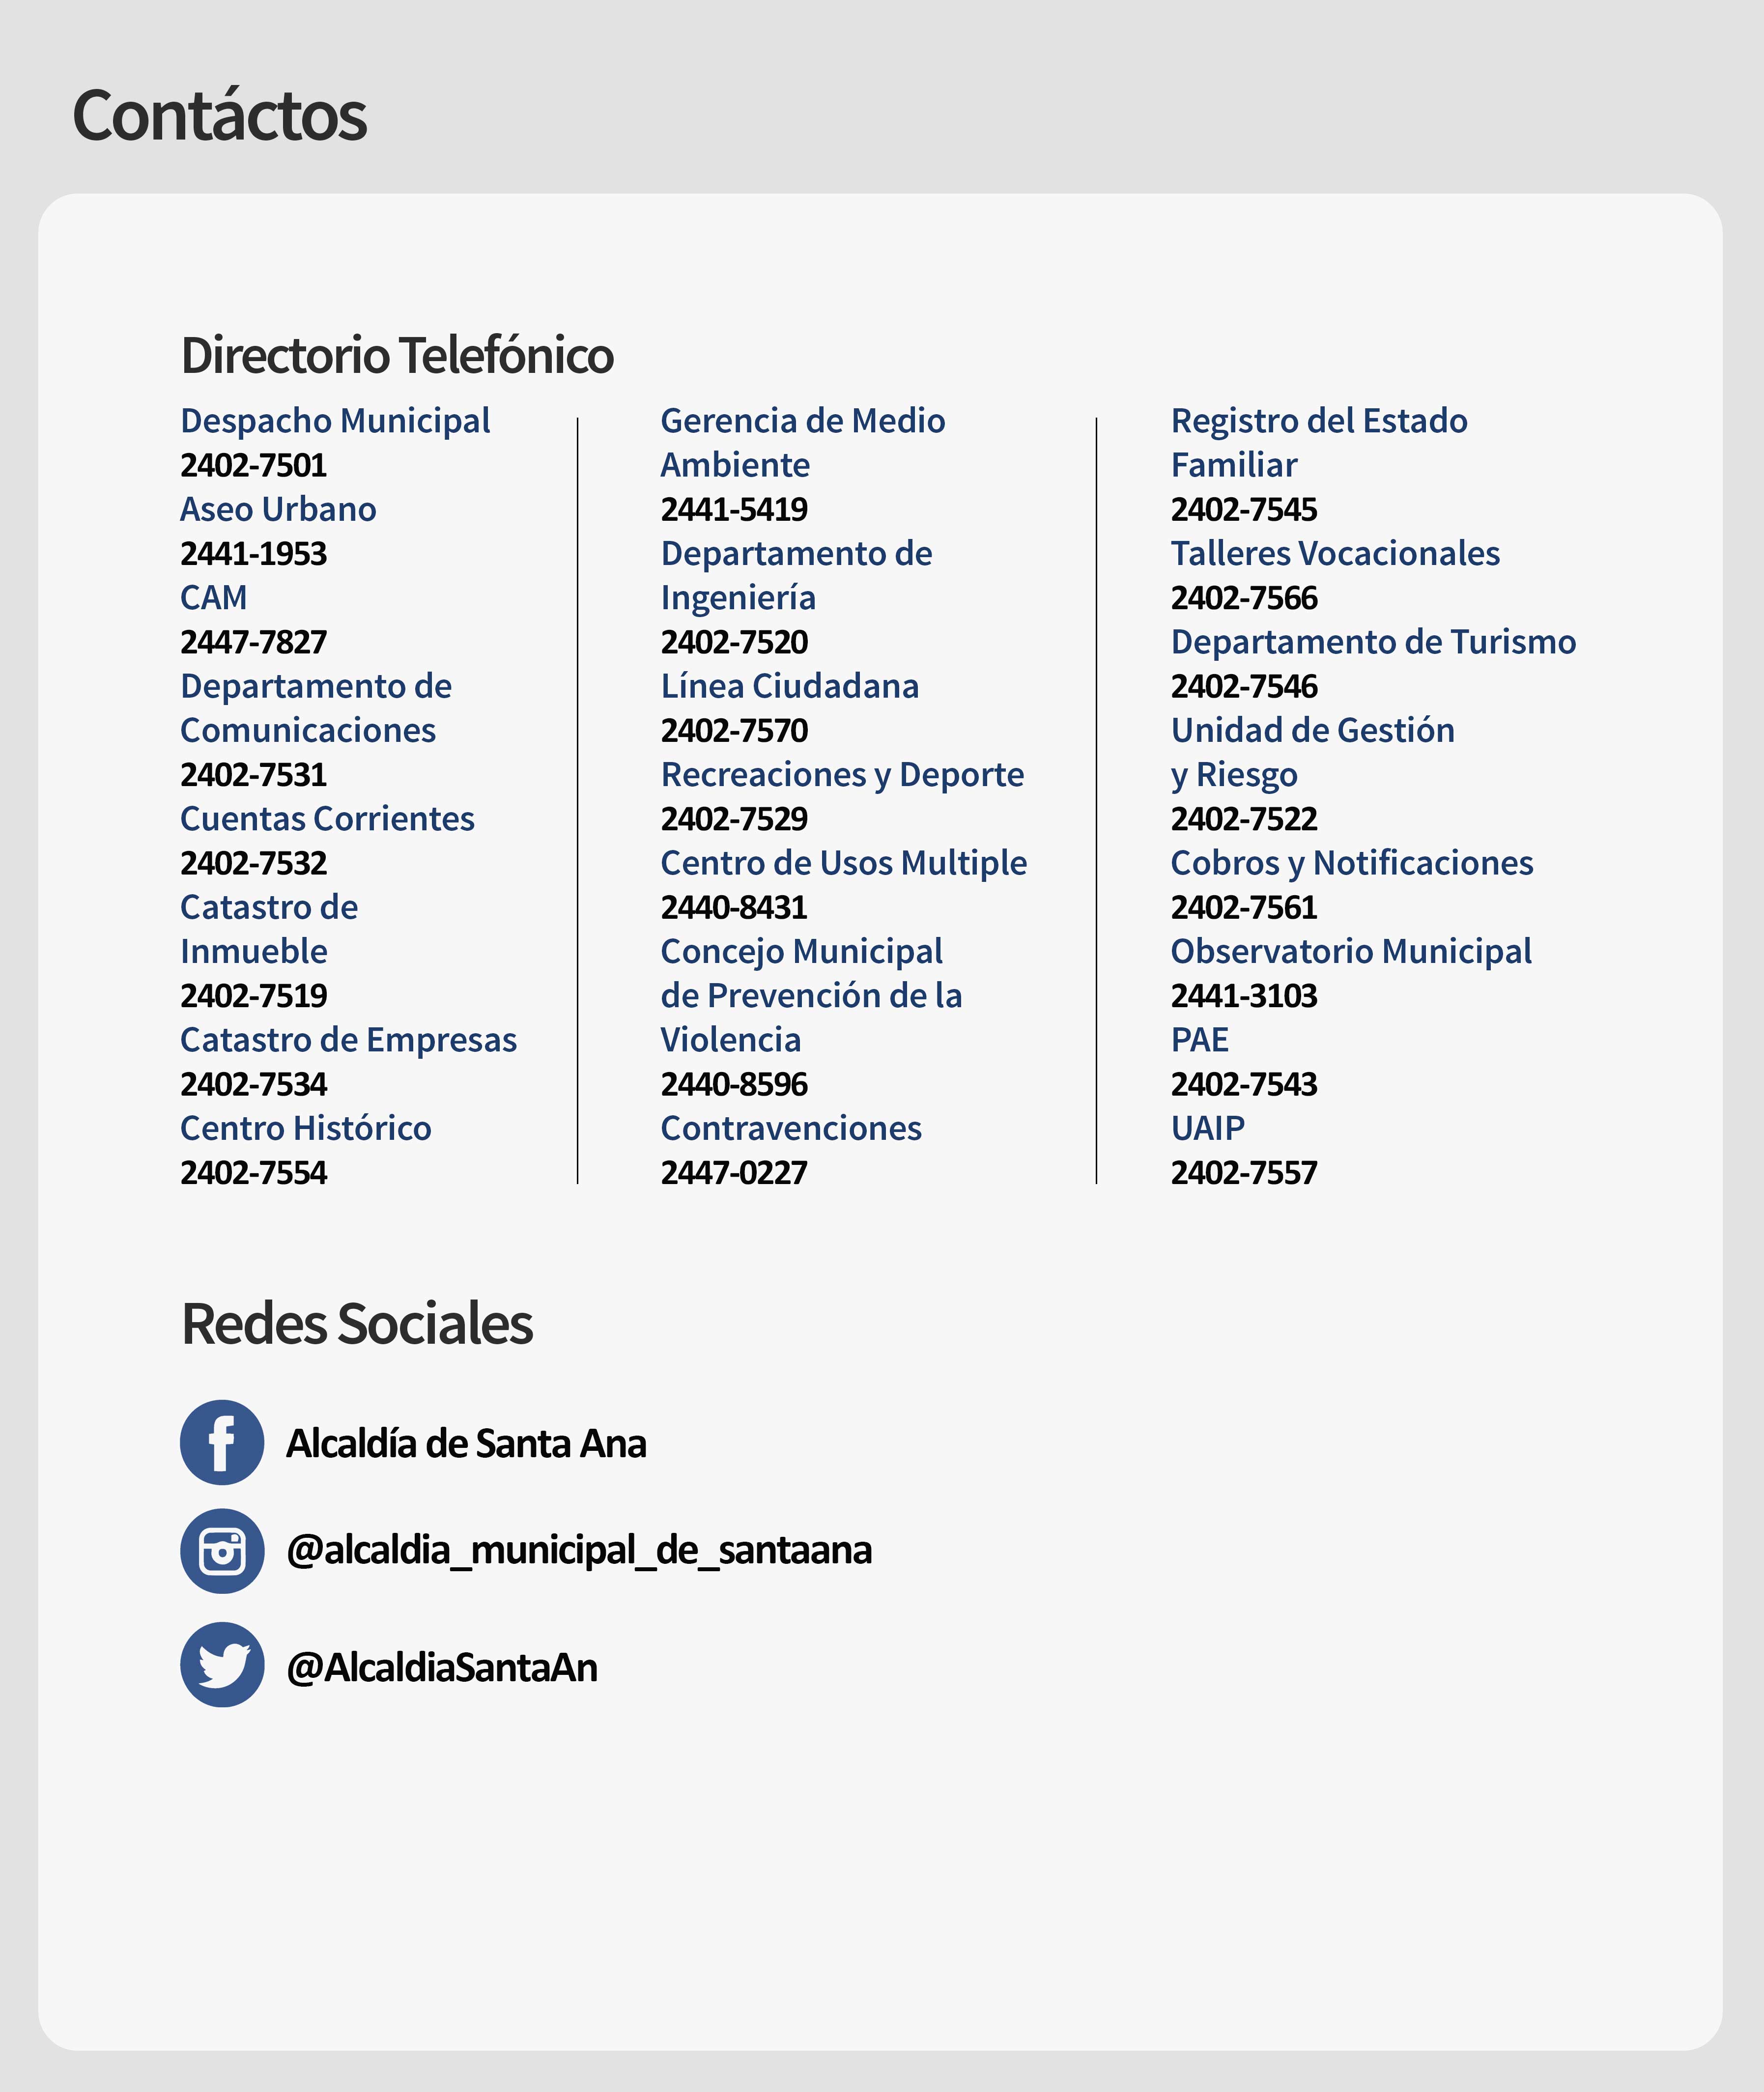 Contáctos
Directorio Telefónico
Despacho Municipal
2402-7501
Aseo Urbano
2441-1953
CAM
2447-7827
Departamento de
Comunicaciones
2402-7531
Cuentas Corrientes
2402-7532
Catastro de
Inmueble
2402-7519
Catastro de Empresas
2402-7534
Centro Histórico
2402-7554
Gerencia de Medio
Ambiente
2441-5419
Departamento de
Ingeniería
2402-7520
Línea Ciudadana
2402-7570
Recreaciones y Deporte
2402-7529
Centro de Usos Multiple
2440-8431
Concejo Municipal
de Prevención de la
Violencia
2440-8596
Contravenciones
2447-0227
Registro del Estado
Familiar
2402-7545
Talleres Vocacionales
2402-7566
Departamento de Turismo
2402-7546
Unidad de Gestión
y Riesgo
2402-7522
Cobros y Notificaciones
2402-7561
Observatorio Municipal
2441-3103
PAE
2402-7543
UAIP
2402-7557
Redes Sociales
Alcaldía de Santa Ana
@alcaldia_municipal_de_santaana
@AlcaldiaSantaAn